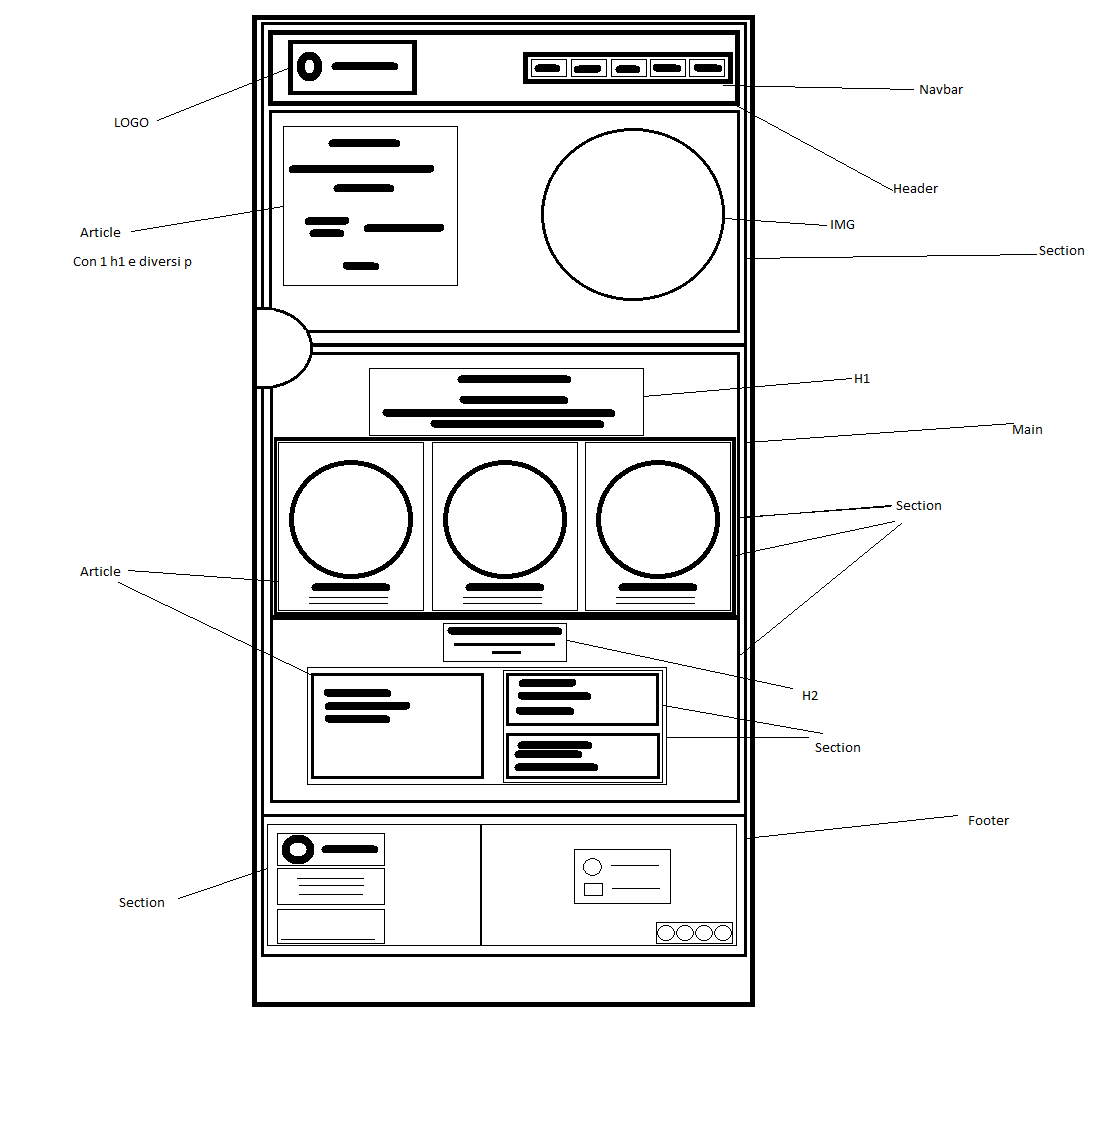 Navbar
LOGO
Header
IMG
Article
Section
Con 1 h1 e diversi p
H1
Main
Section
Article
H2
Section
Footer
Section